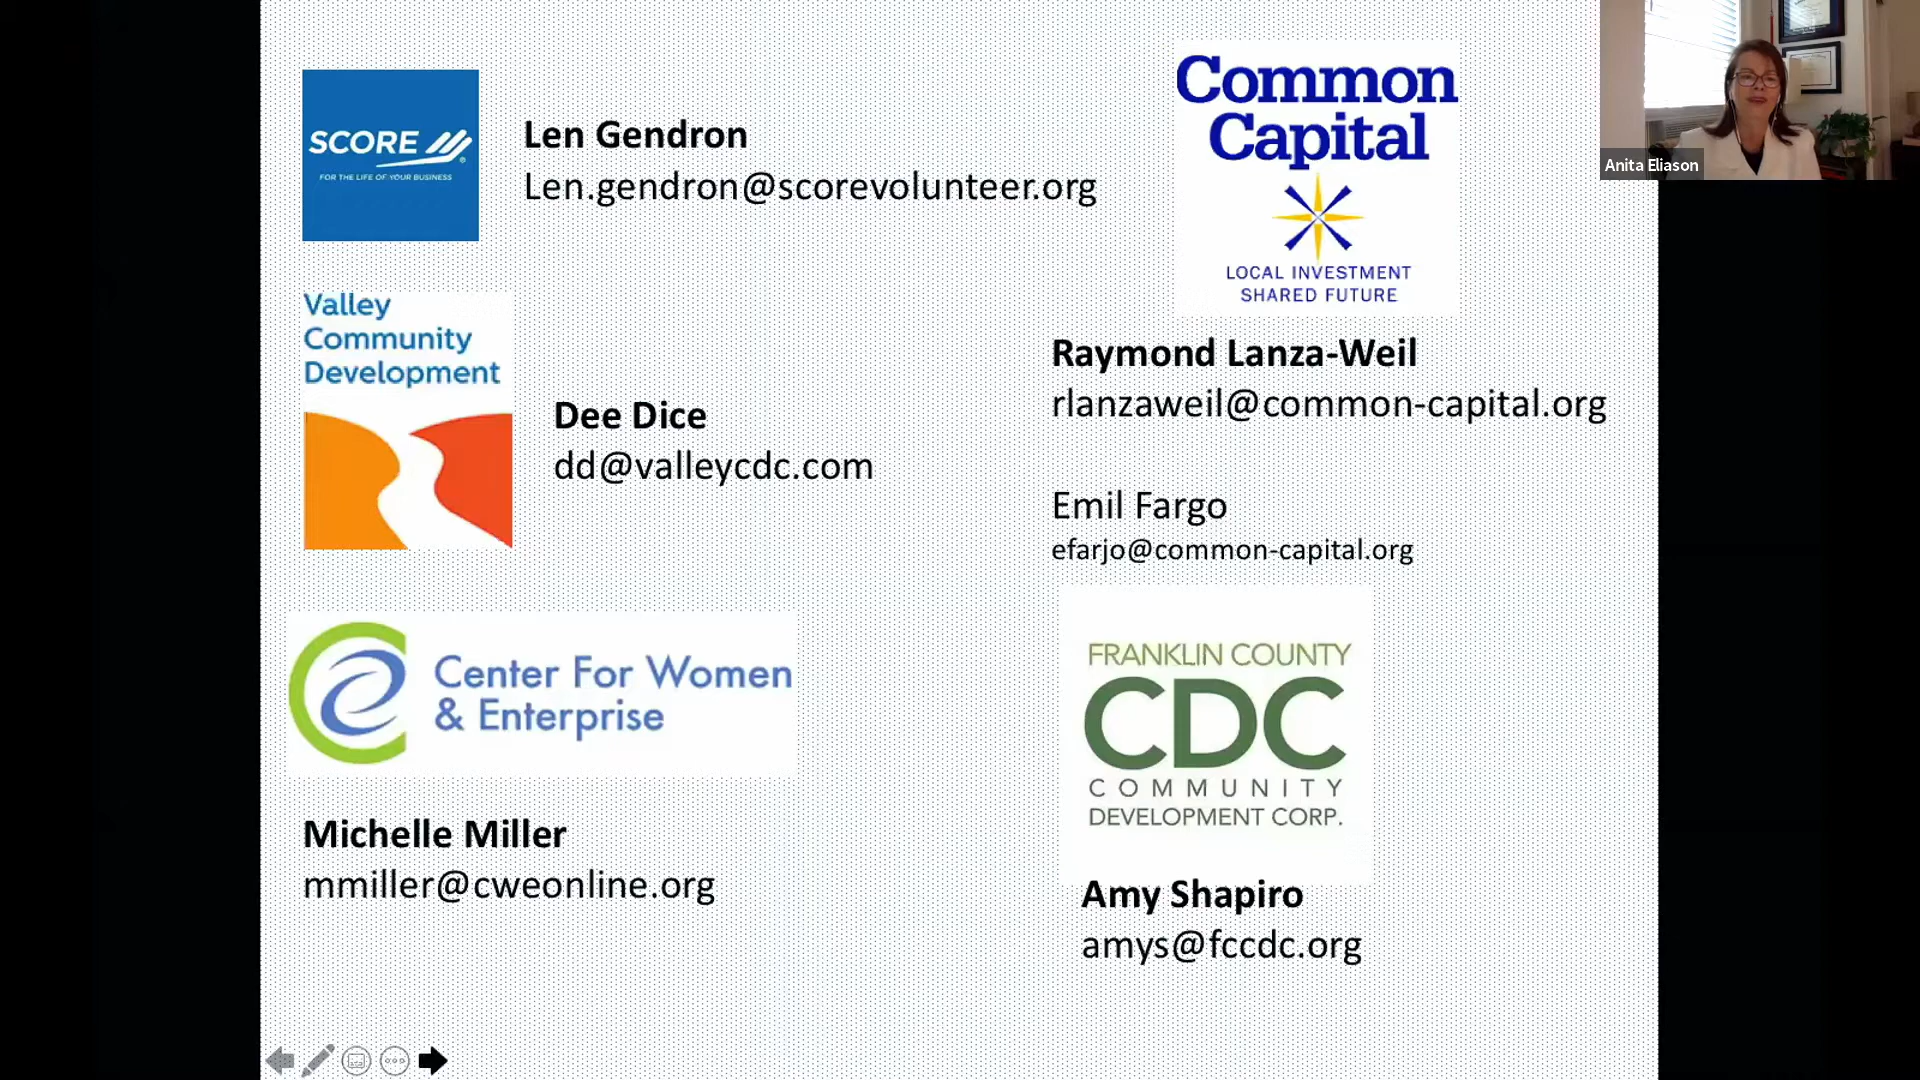 SCORE
FOR THE LIFE OF YOUR BUSINESS
Len Gendron
Len.gendron@scorevolunteer.org
Common
Capital
LOCAL INVESTMENT
SHARED FUTURE
Anita Eliason
Valley
Community
Development
Dee Dice
dd@valleycdc.com
Raymond Lanza-Weil
rlanzaweil@common-capital.org
Emil Fargo
efarjo@common-capital.org
Center For Women
& Enterprise
Michelle Miller
mmiller@cweonline.org
FRANKLIN COUNTY
CDC
COMMUNITY
DEVELOPMENT CORP.
Amy Shapiro
amys@fccdc.org